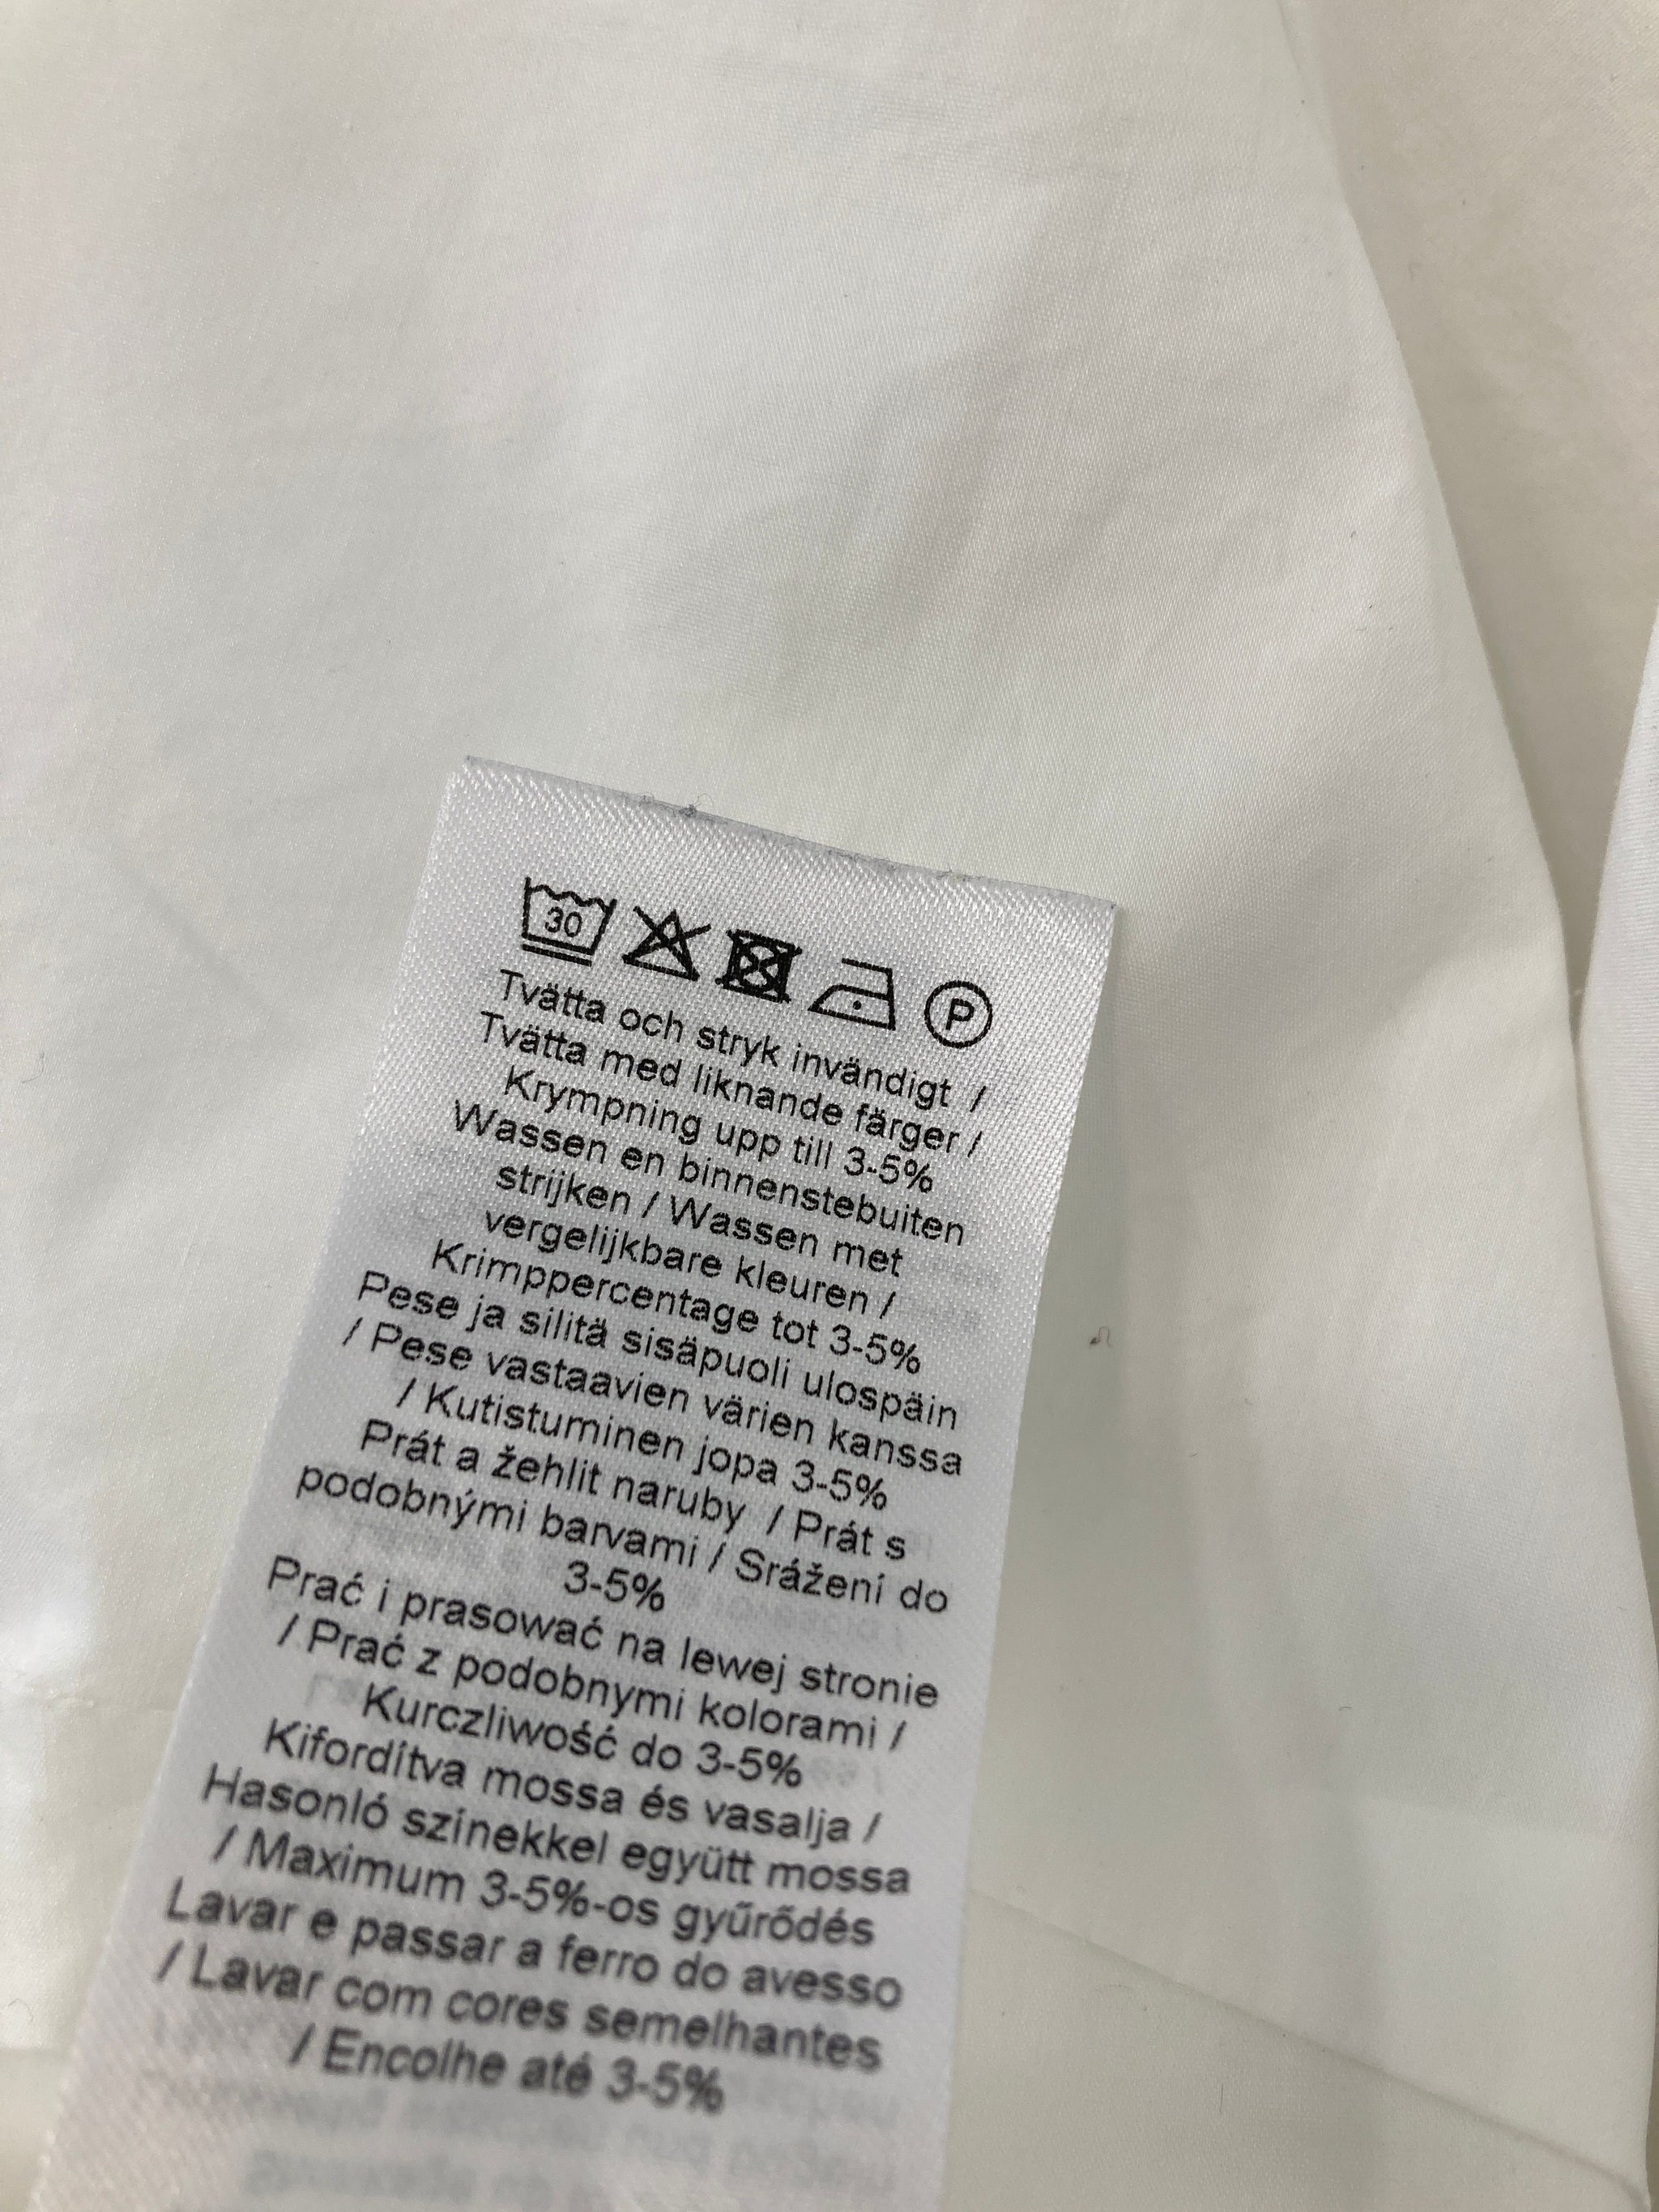 30 P
Tvätta och stryk invändigt /
Tvätta med liknande färger /
Krympning upp till 3-5%
Wassen en binnenstebuiten
strijken / Wassen met
vergelijkbare kleuren /
Krimppercentage tot 3-5%
Pese ja silitä sisäpuoli ulospäin
/ Pese vastaavien värien kanssa
/ Kutistuminen jopa 3-5%
Prát a žehlit naruby / Prát s
podobnými barvami / Srážení do
3-5%
Prać i prasować na lewej stronie
/ Prać z podobnymi kolorami /
Kurczliwość do 3-5%
Kifordítva mossa és vasalja /
Hasonló színekkel együtt mossa
/ Maximum 3-5%-os gyűrődés
Lavar e passar a ferro do avesso
/ Lavar com cores semelhantes
/ Encolhe até 3-5%